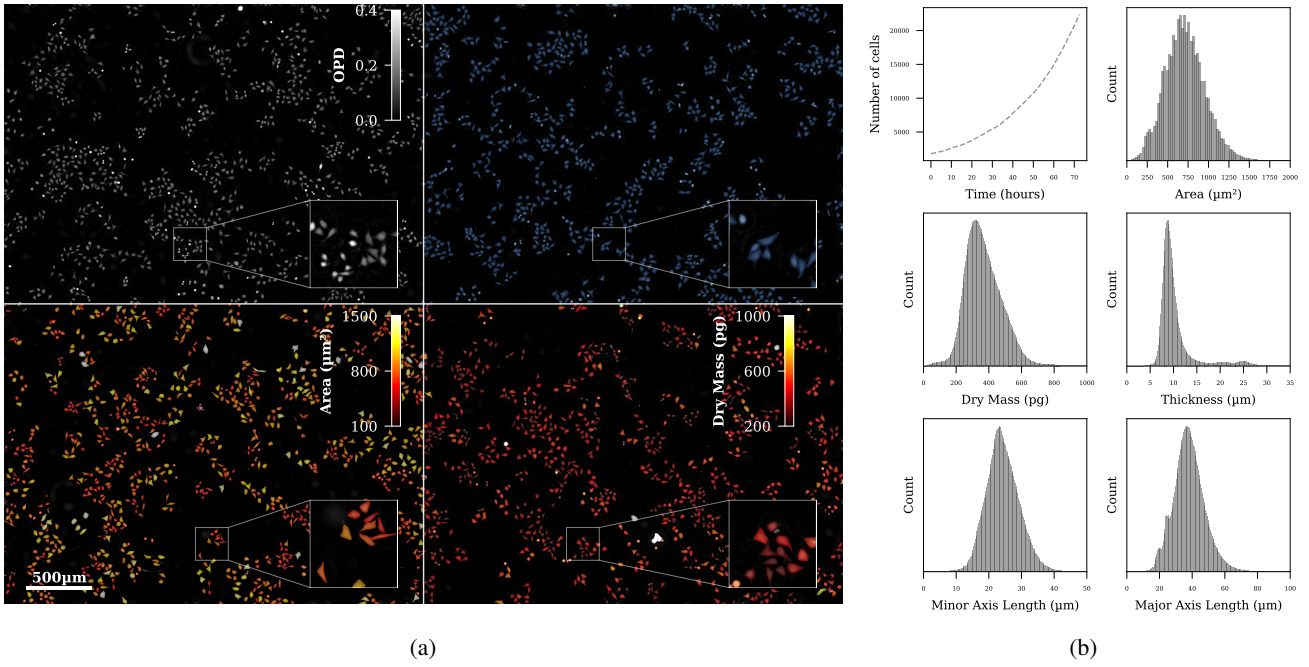 0.4
OPD
0.2
0.0
1500
Area (µm²)
800
100
1000
Dry Mass (pg)
600
200
500µm
(a)
Number of cells
20000
15000
10000
5000
0 10 20 30 40 50 60 70
Time (hours)
Count
0 250 500 750 1000 1250 1500 1750 2000
Area (µm²)
Count
0 200 400 600 800 1000
Dry Mass (pg)
Count
0 5 10 15 20 25 30 35
Thickness (µm)
Count
0 10 20 30 40 50
Minor Axis Length (µm)
Count
0 20 40 60 80 100
Major Axis Length (µm)
(b)